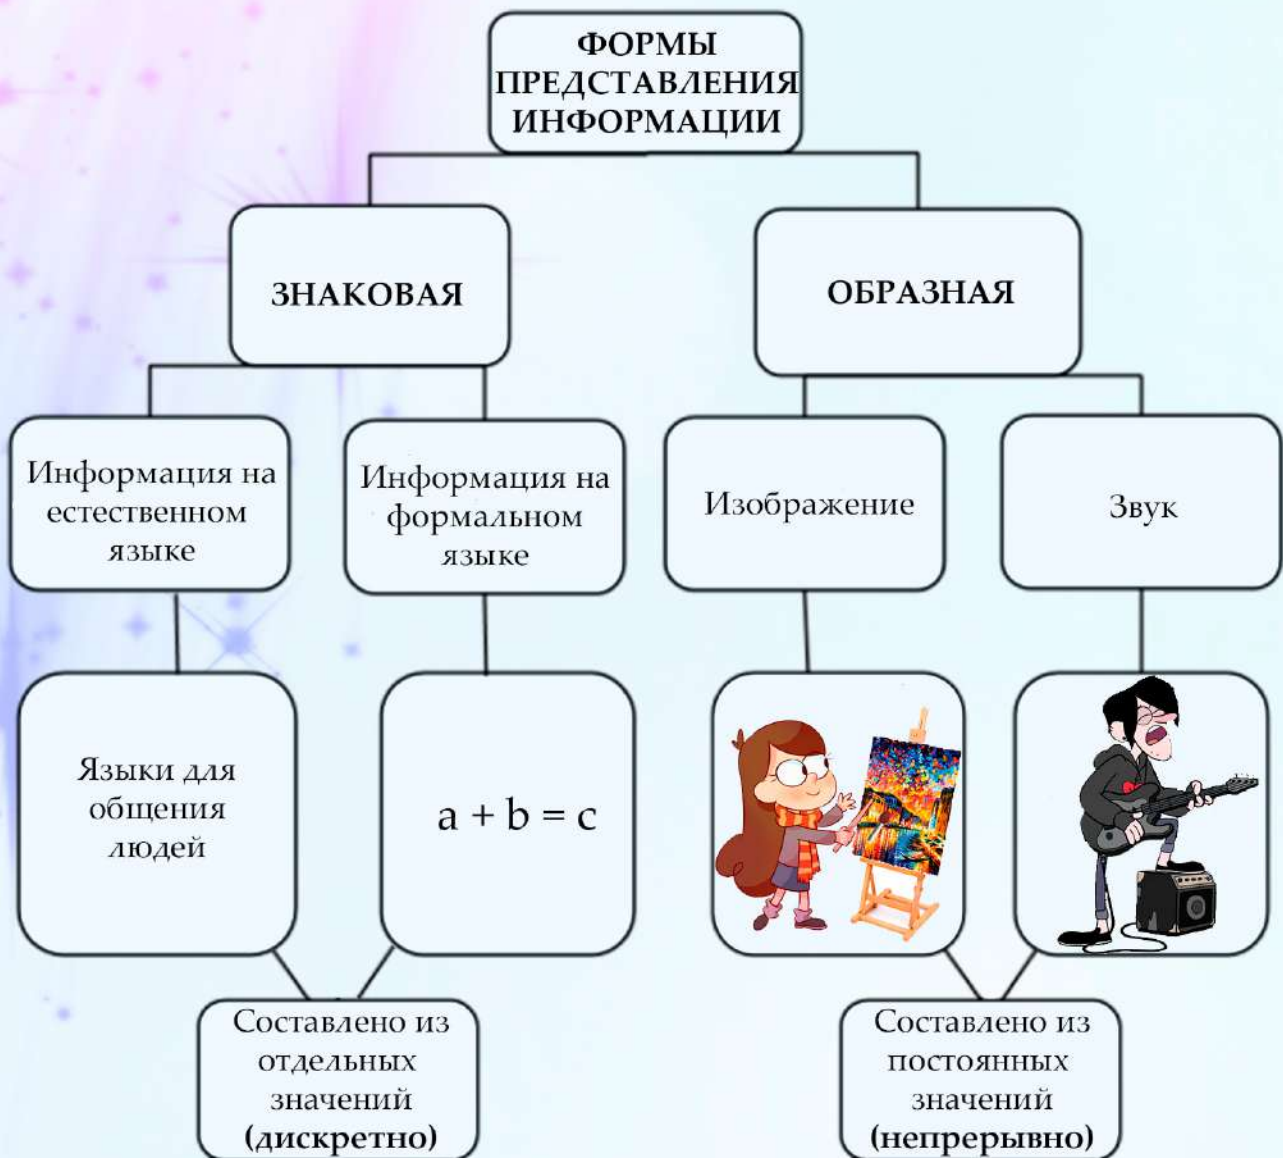 ФОРМЫ
ПРЕДСТАВЛЕНИЯ
ИНФОРМАЦИИ
ЗНАКОВАЯ
ОБРАЗНАЯ
Информация на
естественном
языке
Информация на
формальном
языке
Изображение
Звук
Языки для
общения
людей
a + b = c
Составлено из
отдельных
значений
(дискретно)
Составлено из
постоянных
значений
(непрерывно)